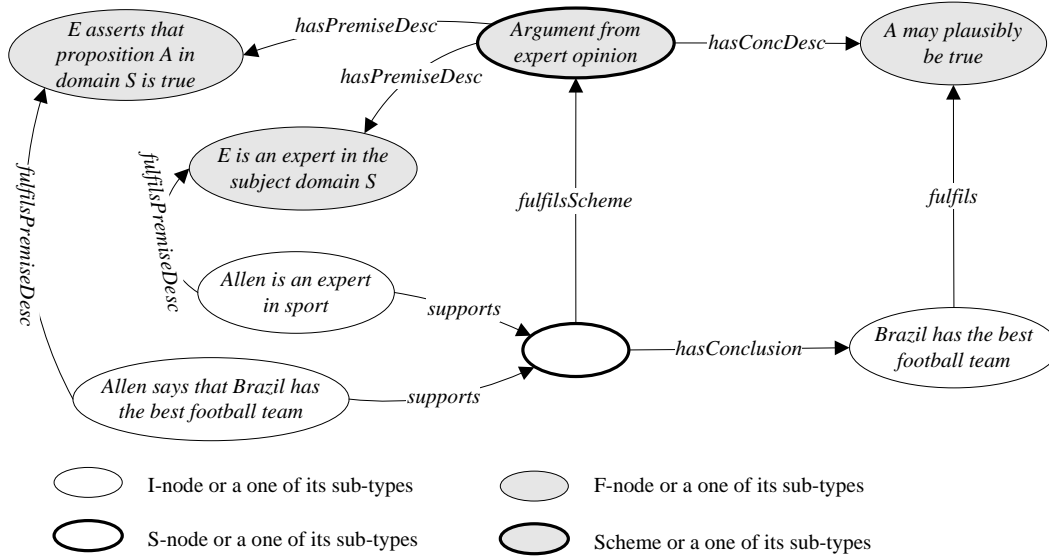 E asserts that
proposition A in
domain S is true
hasPremiseDesc
Argument from
expert opinion
hasConcDesc
A may plausibly
be true
hasPremiseDesc
E is an expert in the
subject domain S
fulfilsPremiseDesc
fulfilsPremiseDesc
fulfilsScheme
fulfils
Allen is an expert
in sport
supports
hasConclusion
Brazil has the best
football team
Allen says that Brazil has
the best football team
supports
I-node or a one of its sub-types
F-node or a one of its sub-types
S-node or a one of its sub-types
Scheme or a one of its sub-types